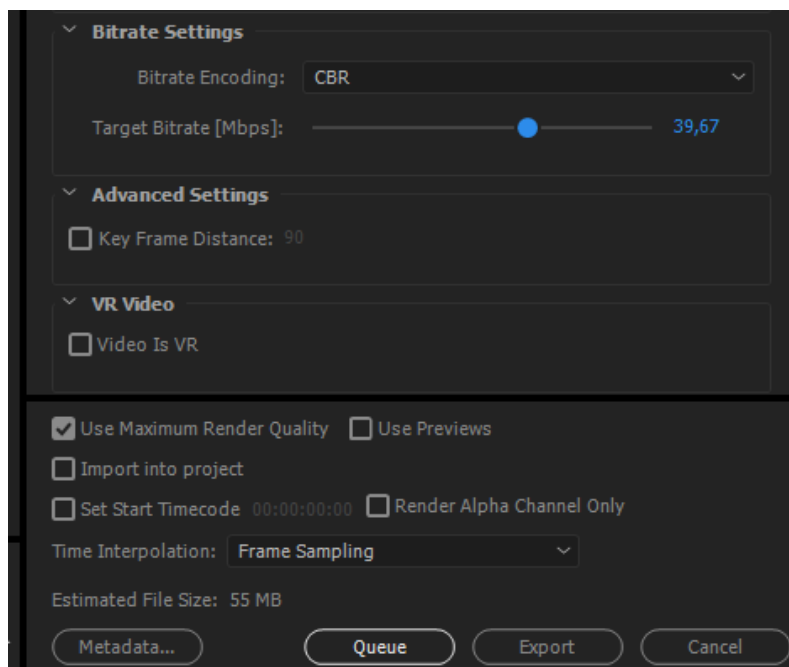 Bitrate Settings
Bitrate Encoding: CBR
Target Bitrate [Mbps]: 39,67
Advanced Settings
Key Frame Distance: 90
VR Video
Video Is VR
Use Maximum Render Quality Use Previews
Import into project
Set Start Timecode 00:00:00:00 Render Alpha Channel Only
Time Interpolation: Frame Sampling
Estimated File Size: 55 MB
Metadata... Queue Export Cancel